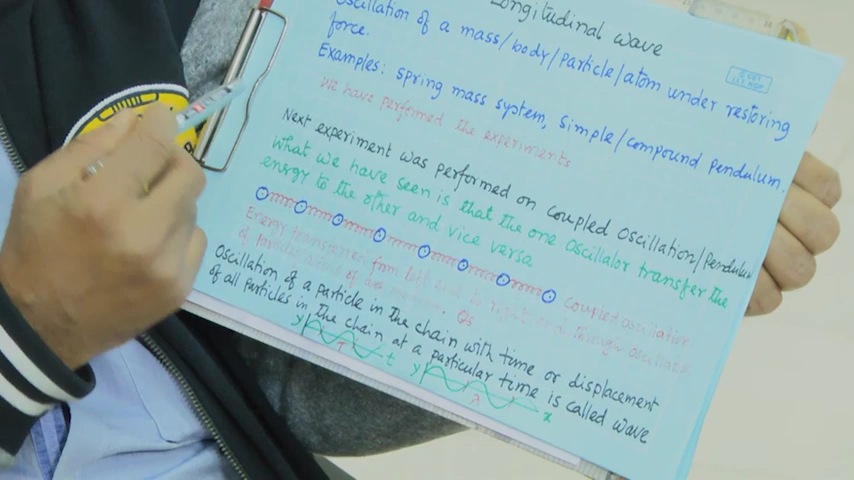 Longitudinal wave
Oscillation of a mass/body/particle/atom under restoring
force.
Examples: spring mass system, simple/compound pendulum.
We have performed the experiments
Next experiment was performed on coupled oscillation/Pendulum
What we have seen is that the one oscillator transfer the
energy to the other and vice versa
coupled oscillation
Energy transferred from left end to right end through oscillation
of
Oscillation of a particle in the chain with time or displacement
of all particles in the chain at a particular time is called wave
y T t y λ x